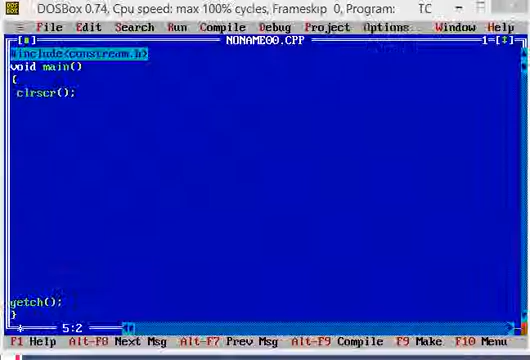 DOSBox 0.74, Cpu speed: max 100% cycles, Frameskip 0, Program: TC
≡ File Edit Search Run Compile Debug Project Options Window Help
NONAME00.CPP 1=[↕]
#include<constream.h>
void main()
{
clrscr();
getch();
}
* 5:2
F1 Help Alt-F8 Next Msg Alt-F7 Prev Msg Alt-F9 Compile F9 Make F10 Menu